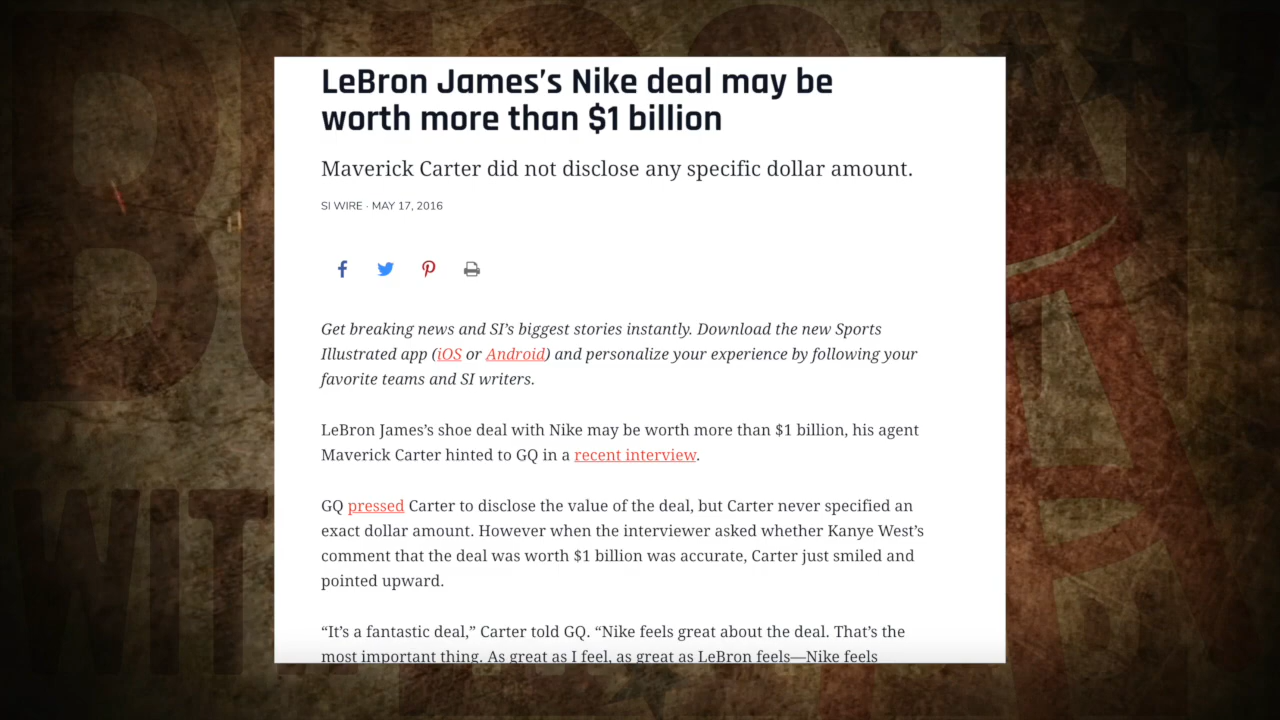 LeBron James’s Nike deal may be
worth more than $1 billion
Maverick Carter did not disclose any specific dollar amount.
SI WIRE · MAY 17, 2016
Get breaking news and SI’s biggest stories instantly. Download the new Sports
Illustrated app (iOS or Android) and personalize your experience by following your
favorite teams and SI writers.
LeBron James’s shoe deal with Nike may be worth more than $1 billion, his agent
Maverick Carter hinted to GQ in a recent interview.
GQ pressed Carter to disclose the value of the deal, but Carter never specified an
exact dollar amount. However when the interviewer asked whether Kanye West’s
comment that the deal was worth $1 billion was accurate, Carter just smiled and
pointed upward.
“It’s a fantastic deal,” Carter told GQ. “Nike feels great about the deal. That’s the
most important thing. As great as I feel, as great as LeBron feels—Nike feels